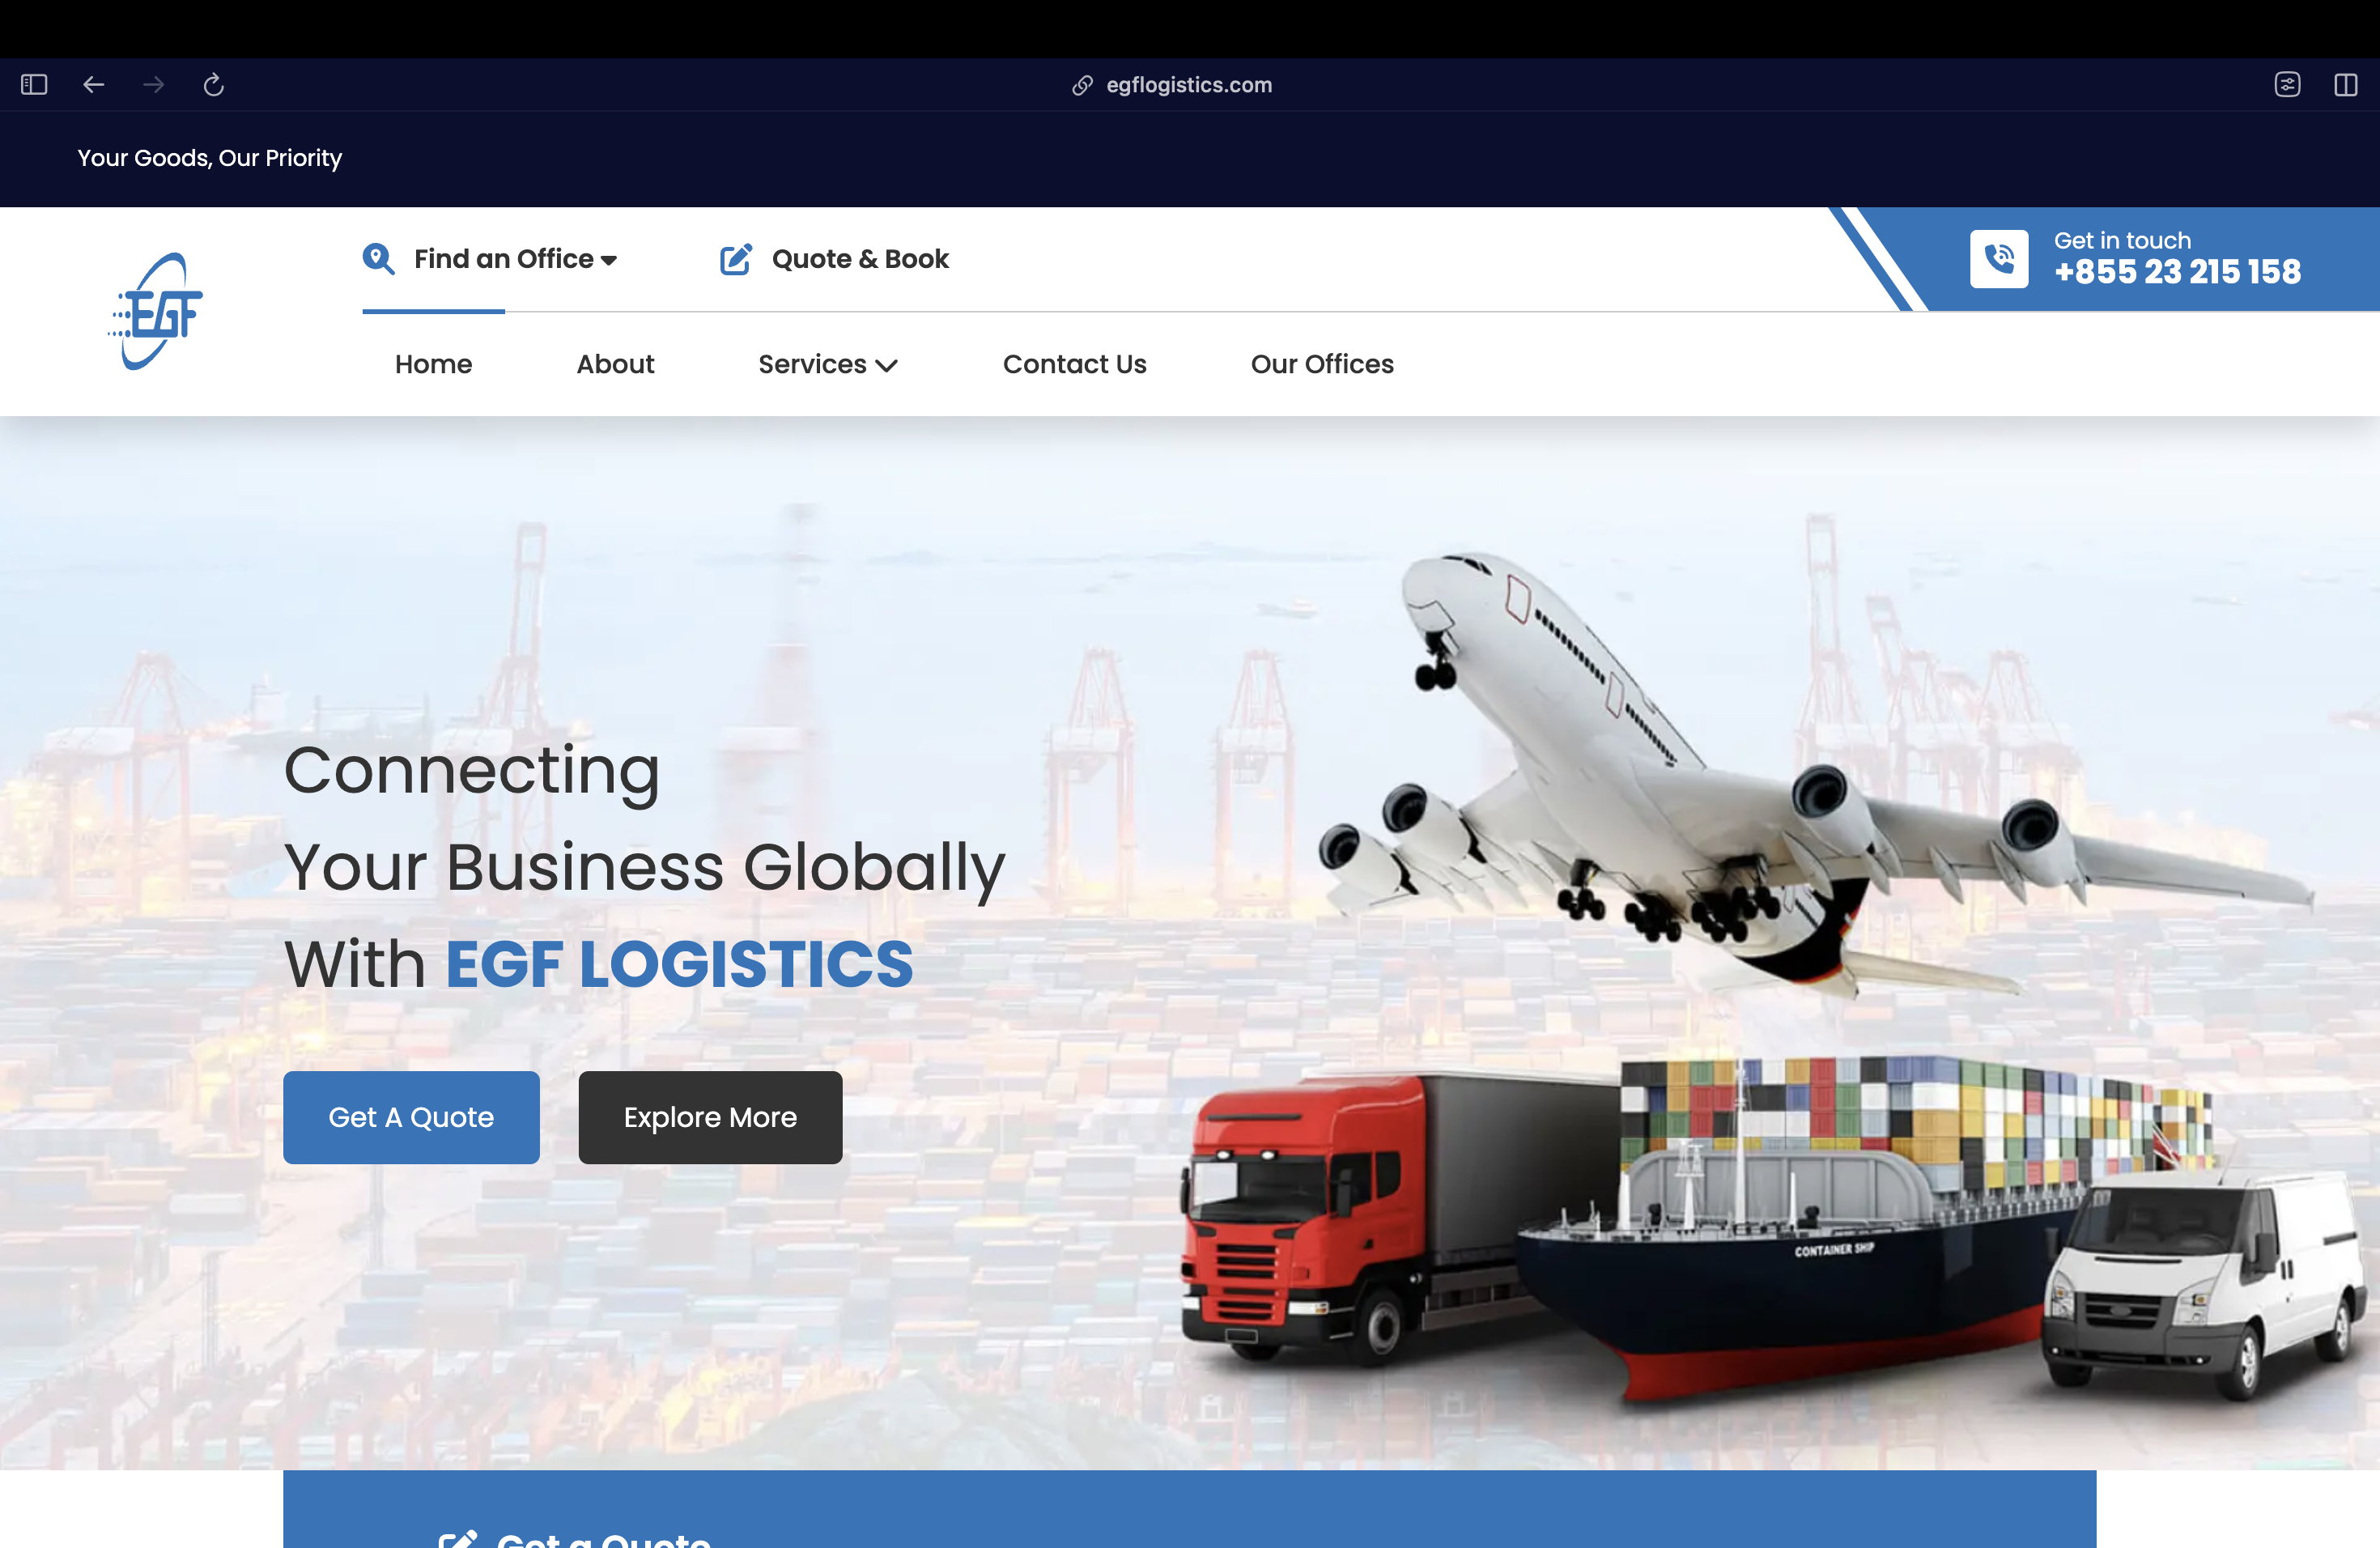 egflogistics.com
Your Goods, Our Priority
EGF
Find an Office
Quote & Book
Get in touch
+855 23 215 158
Home
About
Services
Contact Us
Our Offices
Connecting
Your Business Globally
With EGF LOGISTICS
Get A Quote
Explore More
CONTAINER SHIP
Get a Quote